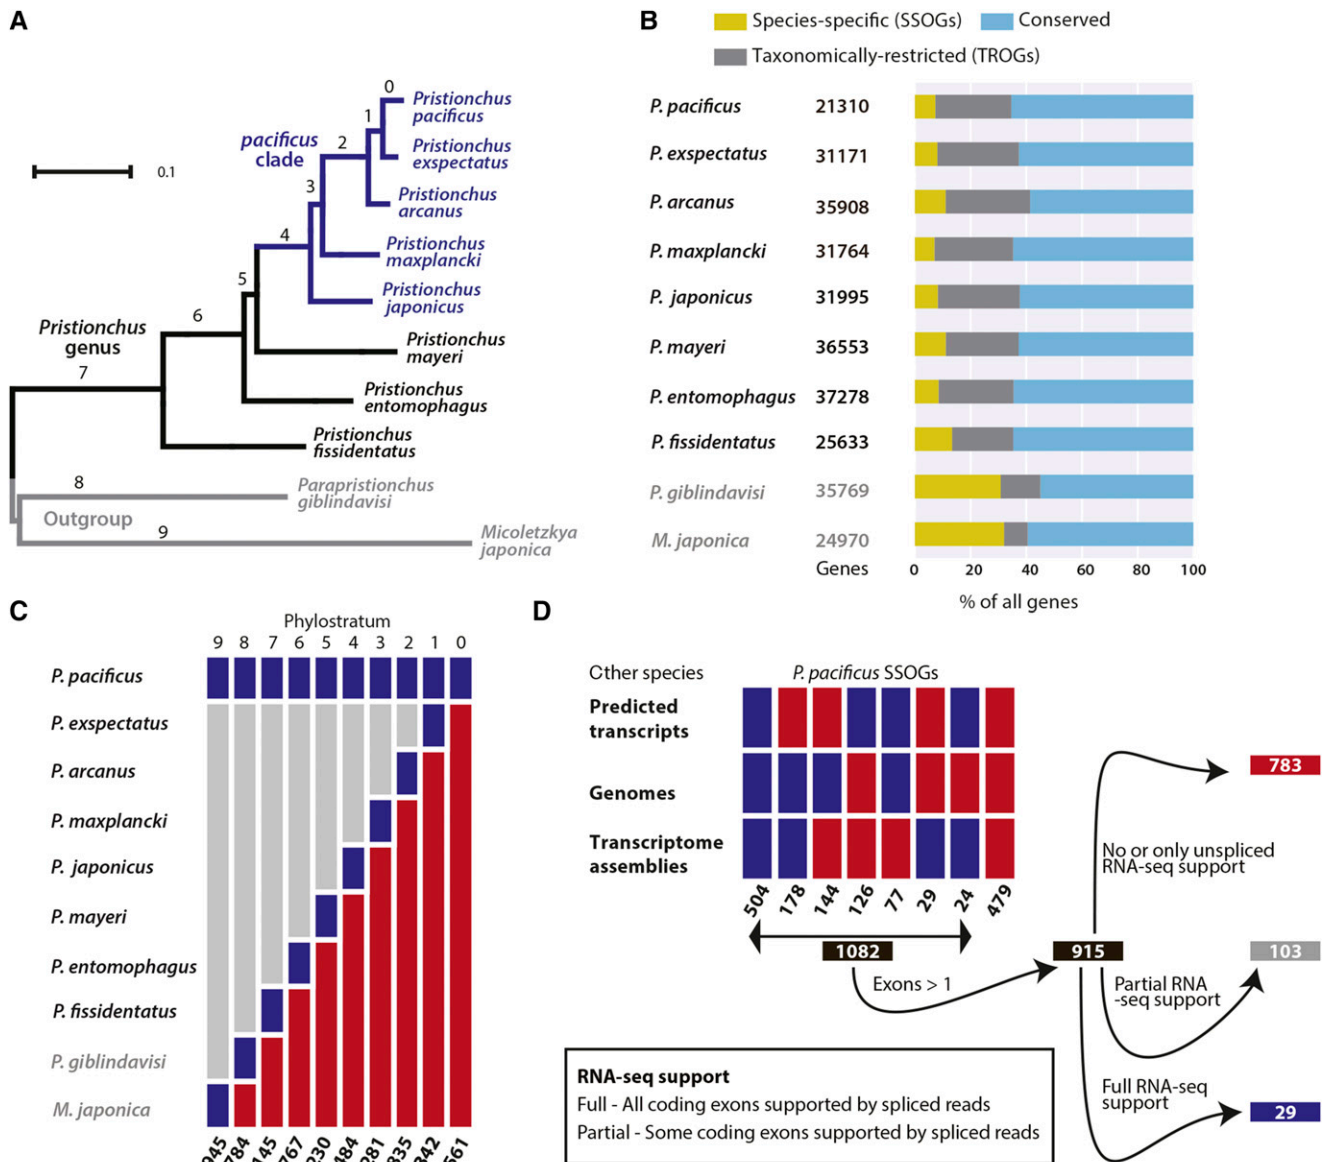 A
0
1
2
3
4
5
6
7
8
9
0.1
pacificus
clade
Pristionchus
genus
Outgroup
Pristionchus
pacificus
Pristionchus
exspectatus
Pristionchus
arcanus
Pristionchus
maxplancki
Pristionchus
japonicus
Pristionchus
mayeri
Pristionchus
entomophagus
Pristionchus
fissidentatus
Parapristionchus
giblindavisi
Micoletzkya
japonica
B
Species-specific (SSOGs) Conserved
Taxonomically-restricted (TROGs)
P. pacificus 21310
P. exspectatus 31171
P. arcanus 35908
P. maxplancki 31764
P. japonicus 31995
P. mayeri 36553
P. entomophagus 37278
P. fissidentatus 25633
P. giblindavisi 35769
M. japonica 24970
Genes 0 20 40 60 80 100
% of all genes
C
Phylostratum
9 8 7 6 5 4 3 2 1 0
P. pacificus
P. exspectatus
P. arcanus
P. maxplancki
P. japonicus
P. mayeri
P. entomophagus
P. fissidentatus
P. giblindavisi
M. japonica
945 784 145 767 230 484 281
D
Cther species P. pacificus SSOGs
Predicted
transcripts
Genomes
Transcriptome
assemblies
504 178 144 126 77 29 24 479
1082
Exons > 1
915
No or only unspliced
RNA-seq support
783
Partial RNA
-seq support
103
Full RNA-seq
support
29
RNA-seq support
Full - All coding exons supported by spliced reads
Partial - Some coding exons supported by spliced reads